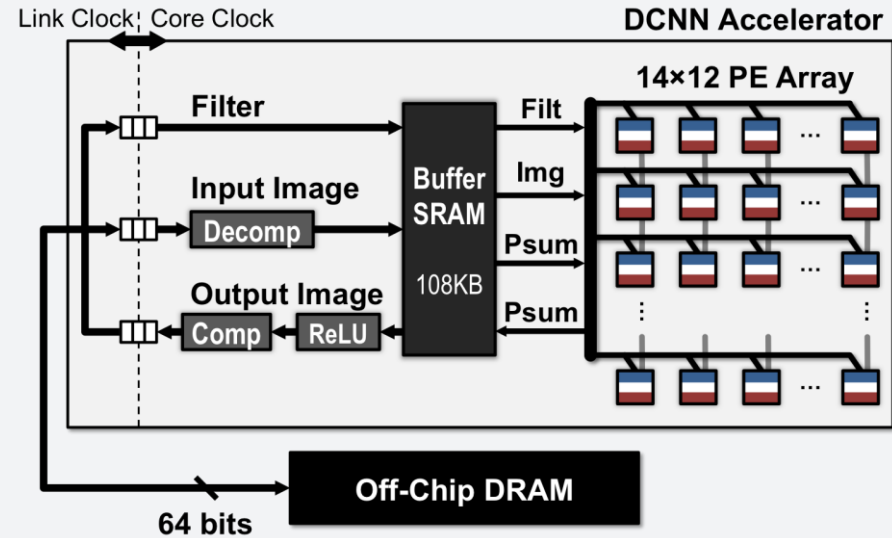 Link Clock
Core Clock
DCNN Accelerator
14×12 PE Array
Filter
Filt
Input Image
Img
Buffer
SRAM
108KB
Decomp
Psum
Output Image
Psum
Comp
ReLU
...
...
...
...
Off-Chip DRAM
64 bits